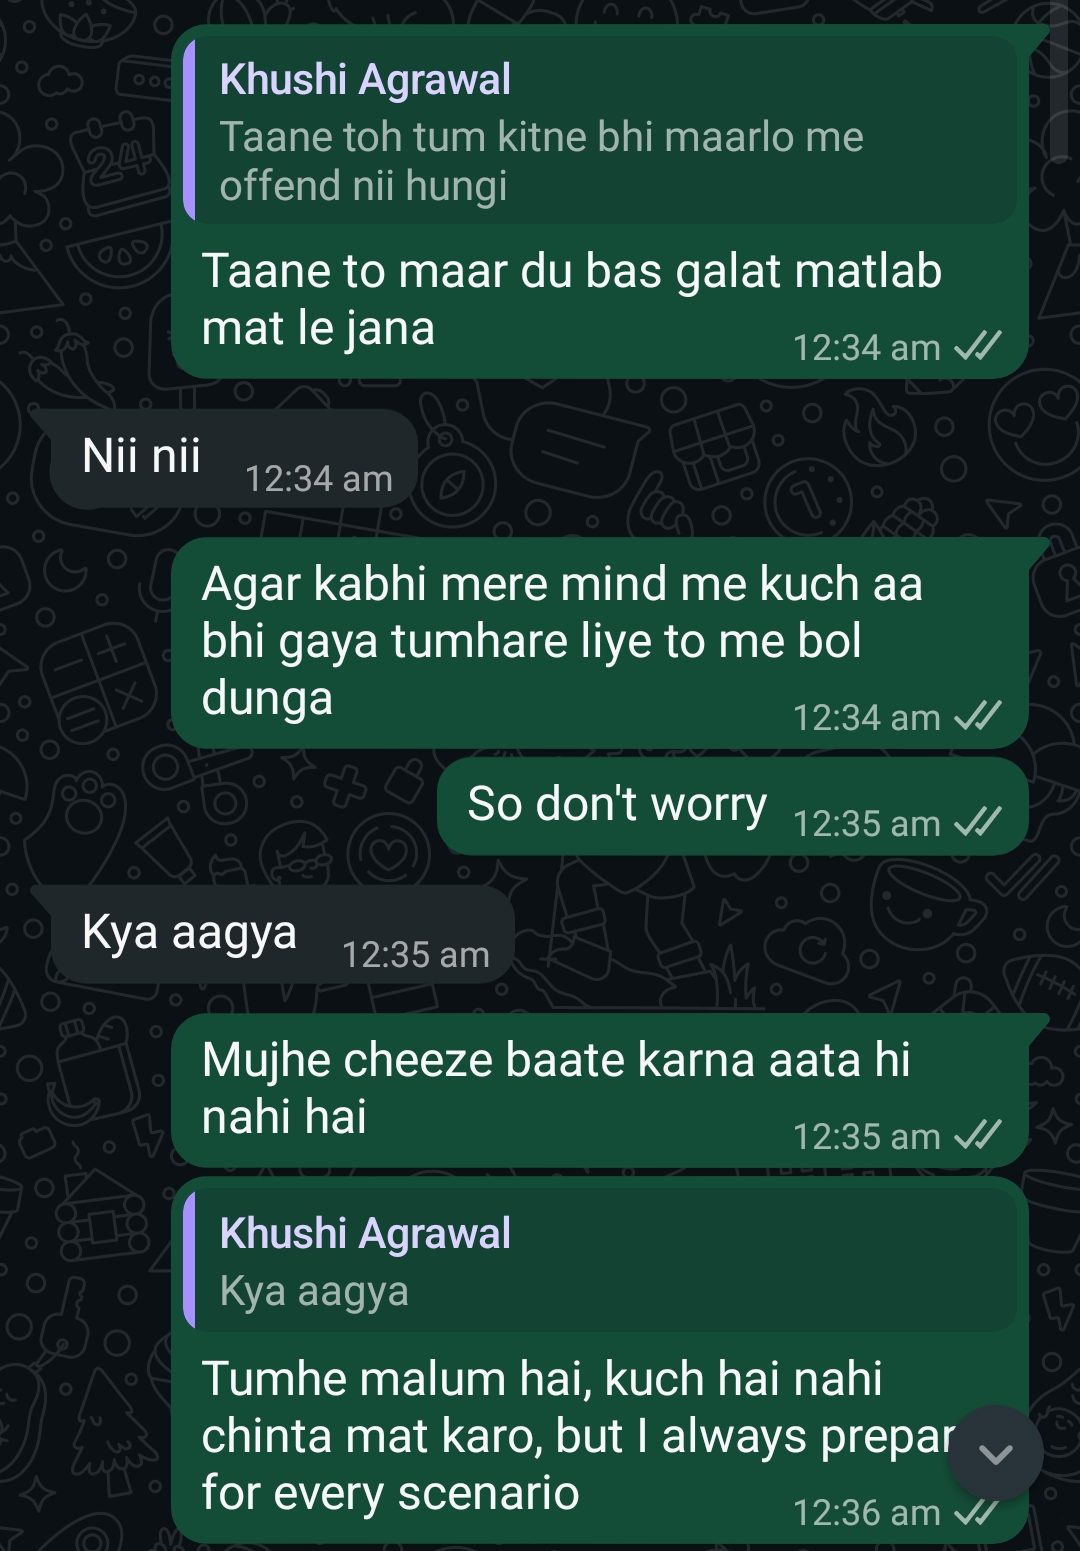 Khushi Agrawal
Taane toh tum kitne bhi maarlo me
offend nii hungi
Taane to maar du bas galat matlab
mat le jana
12:34 am
Nii nii
12:34 am
Agar kabhi mere mind me kuch aa
bhi gaya tumhare liye to me bol
dunga
12:34 am
So don't worry
12:35 am
Kya aagya
12:35 am
Mujhe cheeze baate karna aata hi
nahi hai
12:35 am
Khushi Agrawal
Kya aagya
Tumhe malum hai, kuch hai nahi
chinta mat karo, but I always prepar
for every scenario
12:36 am